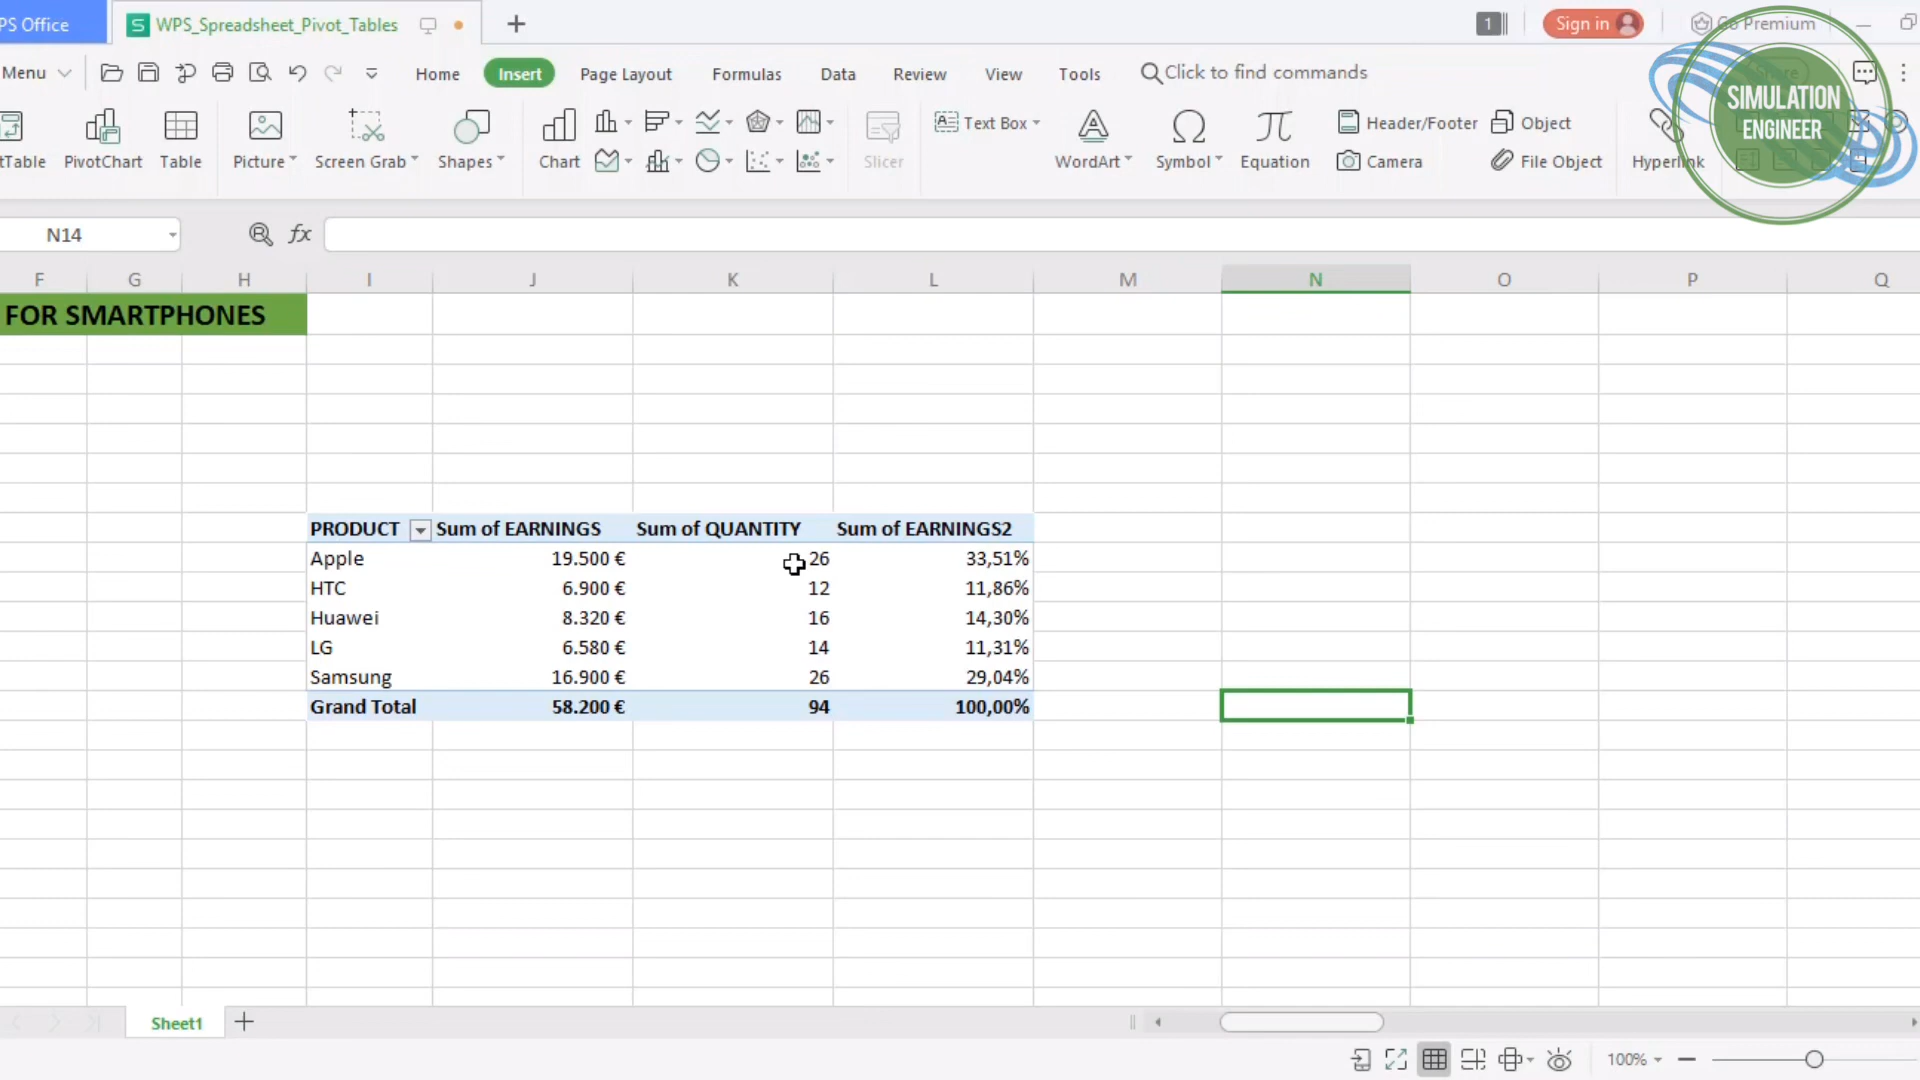 PS Office WPS_Spreadsheet_Pivot_Tables + 1 Sign in Go Premium
Menu Home Insert Page Layout Formulas Data Review View Tools Click to find commands
tTable PivotChart Table Picture Screen Grab Shapes Chart Slicer Text Box WordArt Symbol Equation Header/Footer Camera Object File Object Hyperlink
SIMULATION
ENGINEER
N14 fx
F G H I J K L M N O P Q
FOR SMARTPHONES
PRODUCT Sum of EARNINGS Sum of QUANTITY Sum of EARNINGS2
Apple 19.500 € 26 33,51%
HTC 6.900 € 12 11,86%
Huawei 8.320 € 16 14,30%
LG 6.580 € 14 11,31%
Samsung 16.900 € 26 29,04%
Grand Total 58.200 € 94 100,00%
Sheet1 +
100%